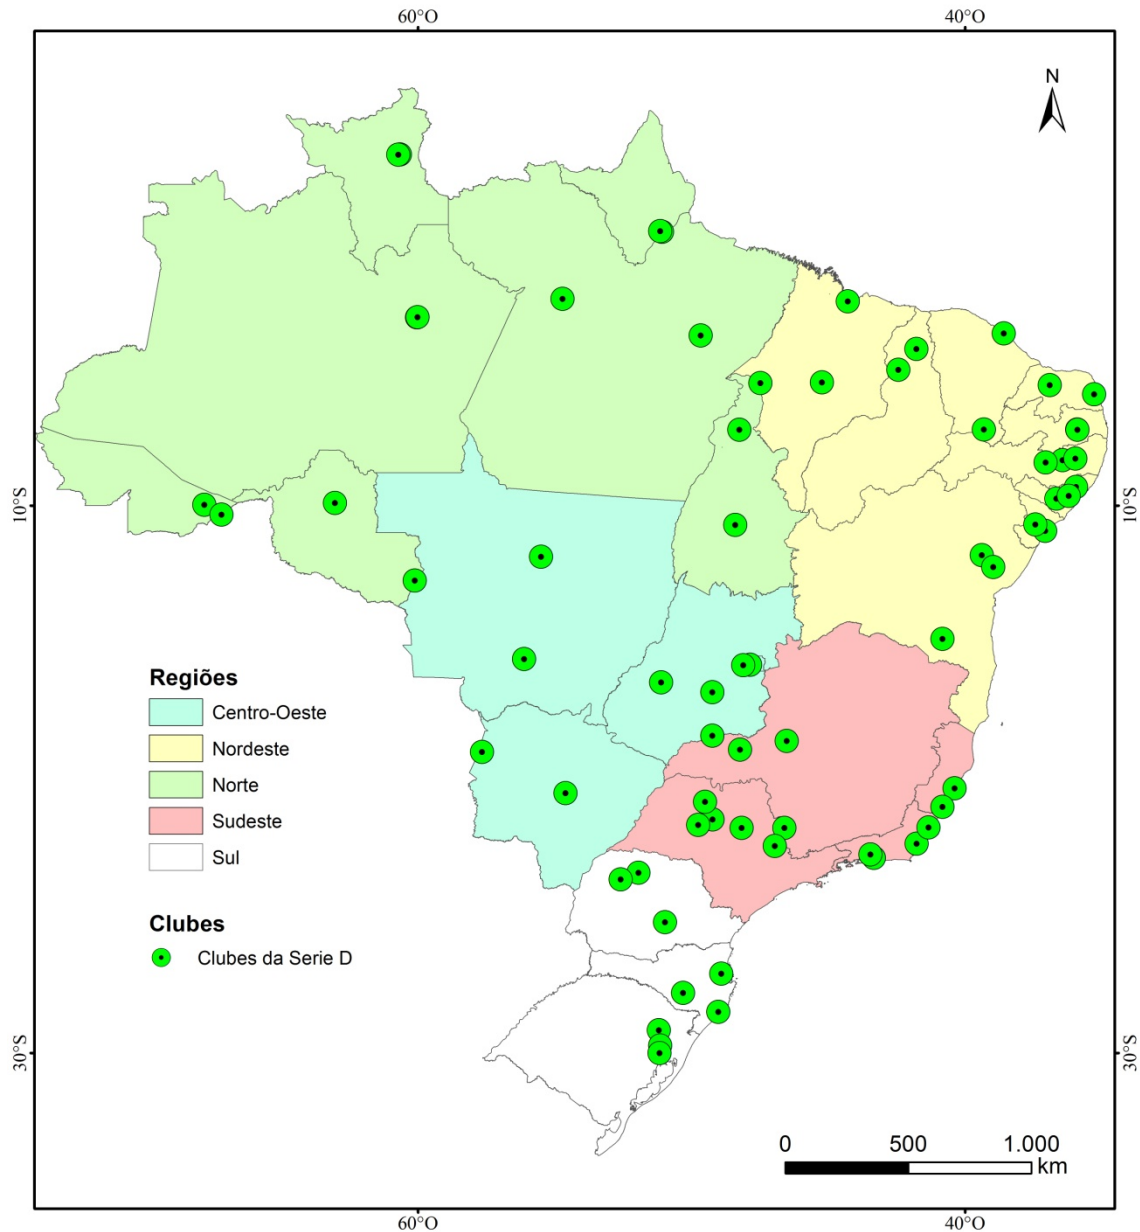 60°O
40°O
N
10°S
10°S
Regiões
Centro-Oeste
Nordeste
Norte
Sudeste
Sul
Clubes
Clubes da Serie D
30°S
30°S
0 500 1.000
km
60°O
40°O